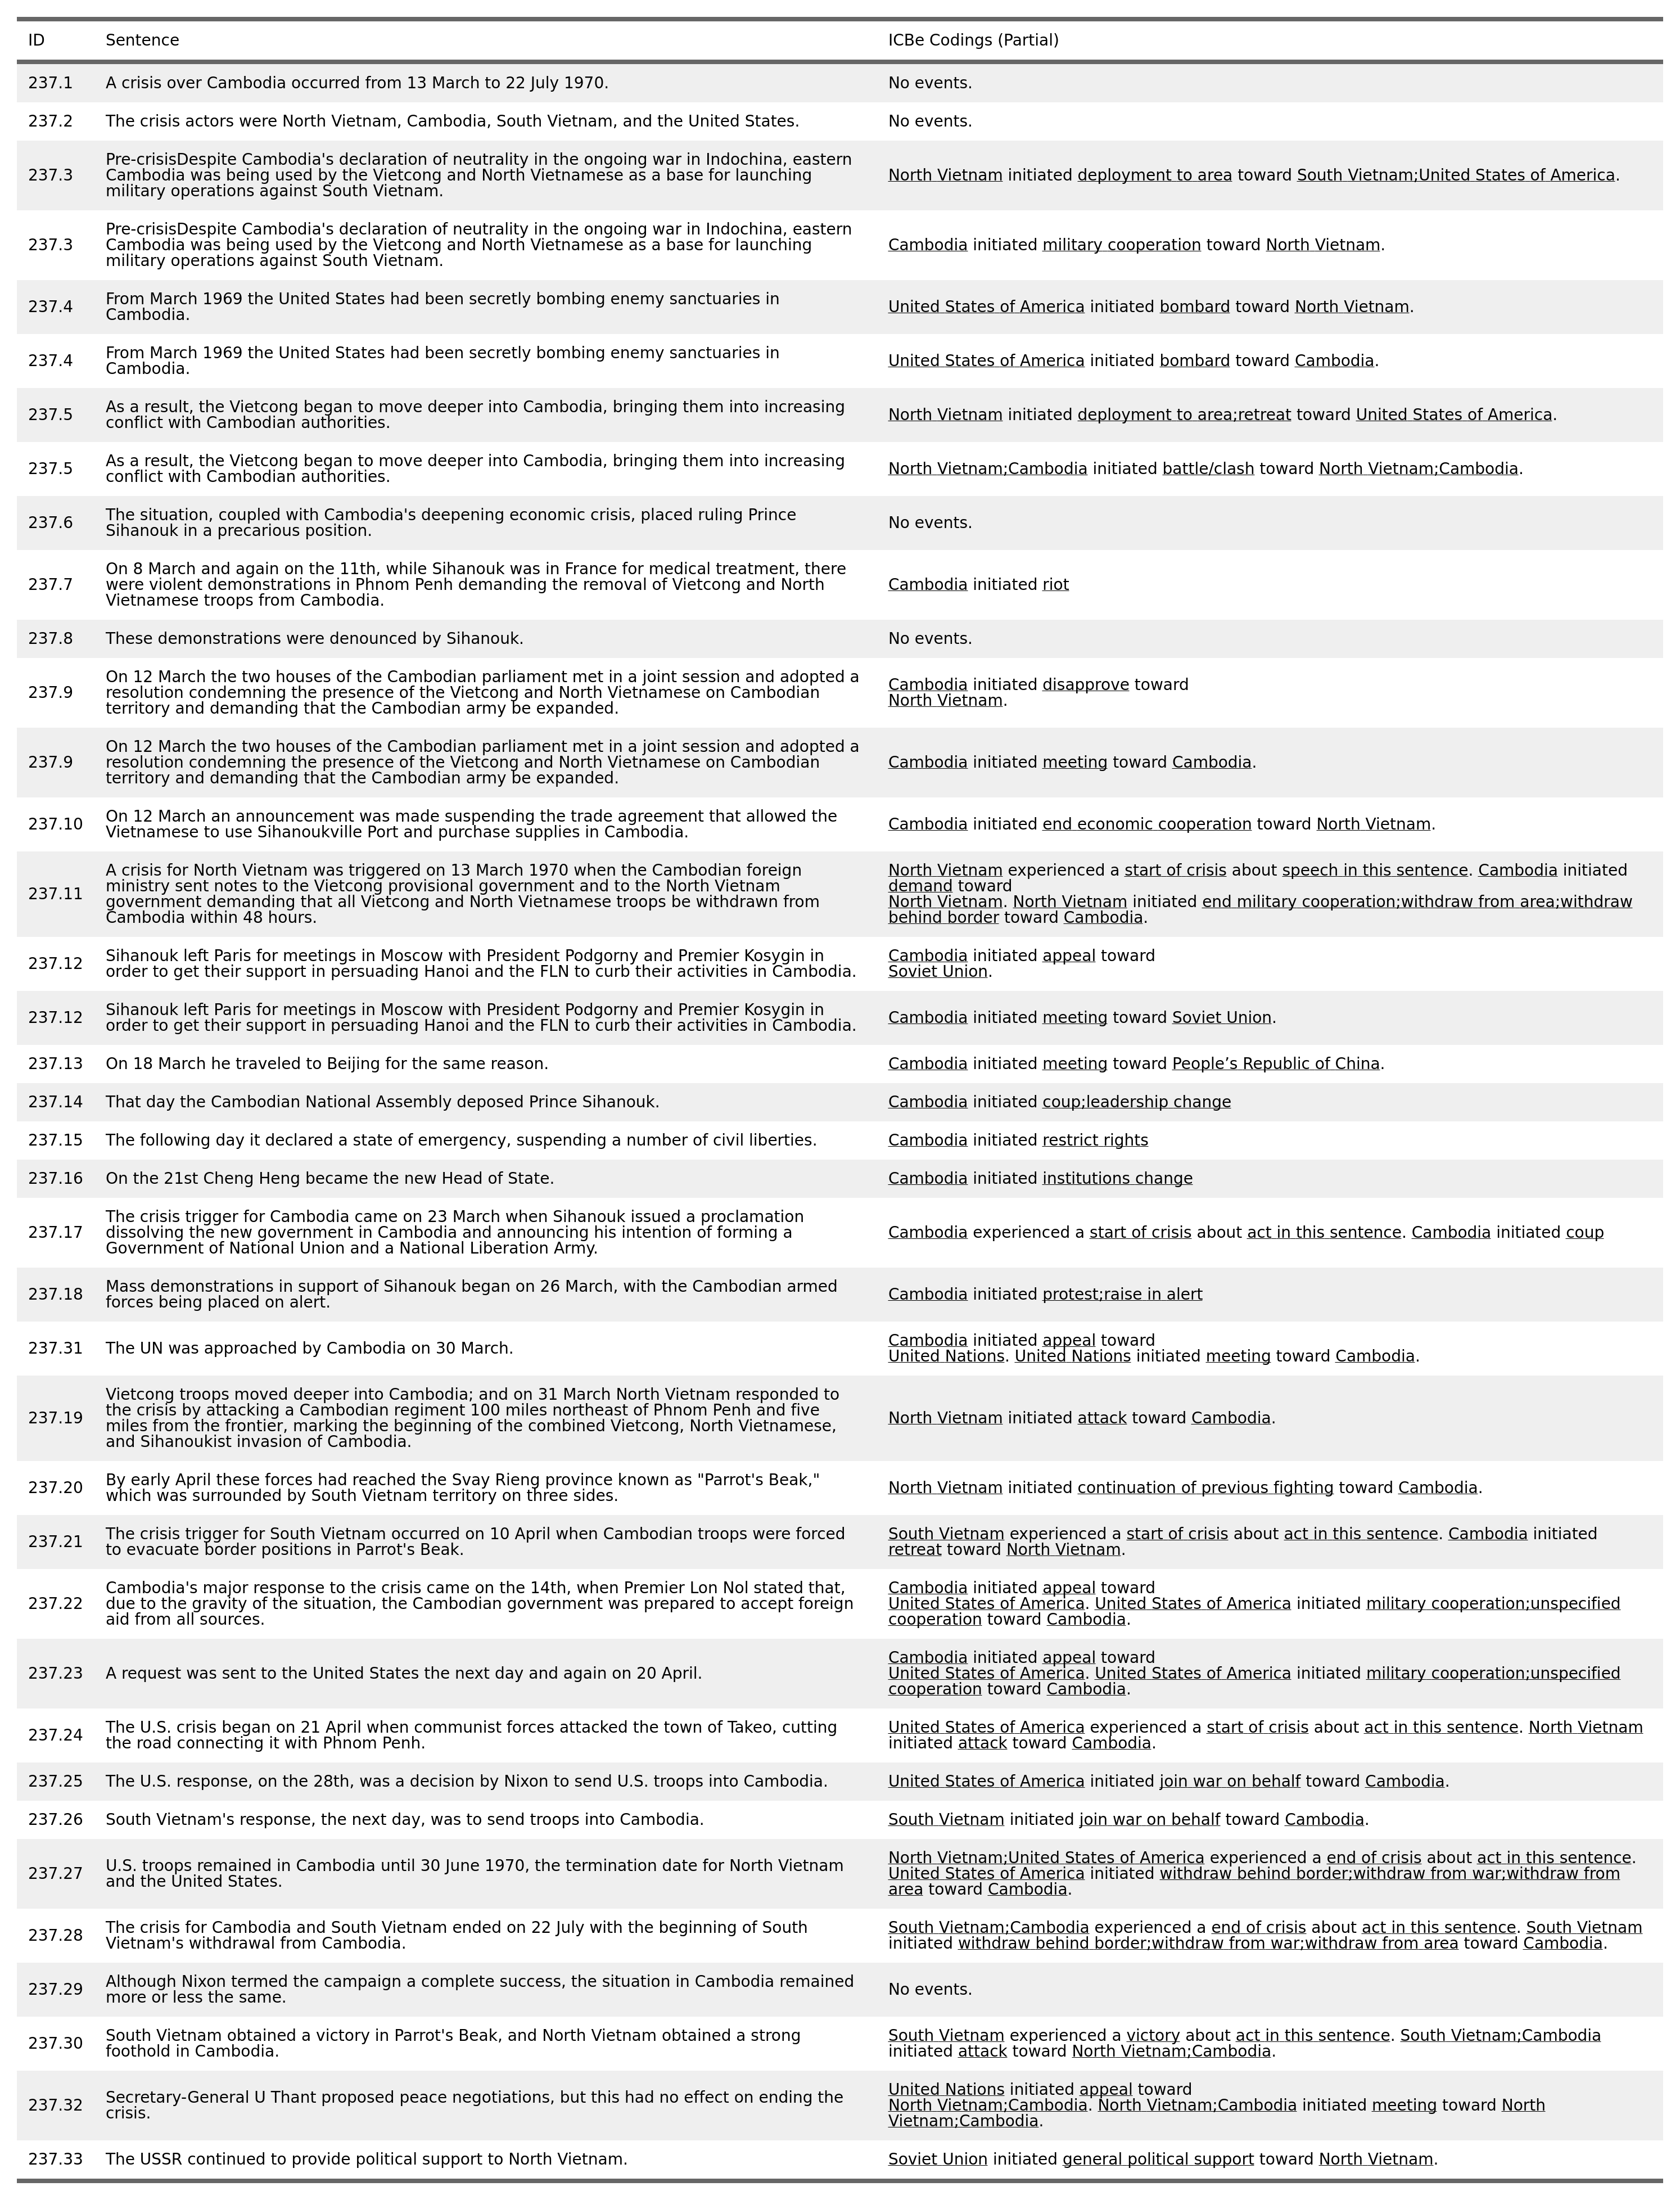 ID Sentence ICBe Codings (Partial)
237.1 A crisis over Cambodia occurred from 13 March to 22 July 1970. No events.
237.2 The crisis actors were North Vietnam, Cambodia, South Vietnam, and the United States. No events.
Pre-crisisDespite Cambodia's declaration of neutrality in the ongoing war in Indochina, eastern
237.3 Cambodia was being used by the Vietcong and North Vietnamese as a base for launching North Vietnam initiated deployment to area toward South Vietnam;United States of America.
military operations against South Vietnam.
Pre-crisisDespite Cambodia's declaration of neutrality in the ongoing war in Indochina, eastern
237.3 Cambodia was being used by the Vietcong and North Vietnamese as a base for launching Cambodia initiated military cooperation toward North Vietnam.
military operations against South Vietnam.
237.4 From March 1969 the United States had been secretly bombing enemy sanctuaries in
Cambodia. United States of America initiated bombard toward North Vietnam.
237.4 From March 1969 the United States had been secretly bombing enemy sanctuaries in
Cambodia. United States of America initiated bombard toward Cambodia.
237.5 As a result, the Vietcong began to move deeper into Cambodia, bringing them into increasing
conflict with Cambodian authorities. North Vietnam initiated deployment to area;retreat toward United States of America.
237.5 As a result, the Vietcong began to move deeper into Cambodia, bringing them into increasing
conflict with Cambodian authorities. North Vietnam;Cambodia initiated battle/clash toward North Vietnam;Cambodia.
237.6 The situation, coupled with Cambodia's deepening economic crisis, placed ruling Prince
Sihanouk in a precarious position. No events.
On 8 March and again on the 11th, while Sihanouk was in France for medical treatment, there
237.7 were violent demonstrations in Phnom Penh demanding the removal of Vietcong and North Cambodia initiated riot
Vietnamese troops from Cambodia.
237.8 These demonstrations were denounced by Sihanouk. No events.
On 12 March the two houses of the Cambodian parliament met in a joint session and adopted a
237.9 resolution condemning the presence of the Vietcong and North Vietnamese on Cambodian
territory and demanding that the Cambodian army be expanded.
Cambodia initiated disapprove toward
North Vietnam.
On 12 March the two houses of the Cambodian parliament met in a joint session and adopted a
237.9 resolution condemning the presence of the Vietcong and North Vietnamese on Cambodian Cambodia initiated meeting toward Cambodia.
territory and demanding that the Cambodian army be expanded.
237.10 On 12 March an announcement was made suspending the trade agreement that allowed the
Vietnamese to use Sihanoukville Port and purchase supplies in Cambodia. Cambodia initiated end economic cooperation toward North Vietnam.
237.11 A crisis for North Vietnam was triggered on 13 March 1970 when the Cambodian foreign
ministry sent notes to the Vietcong provisional government and to the North Vietnam
government demanding that all Vietcong and North Vietnamese troops be withdrawn from
Cambodia within 48 hours.
North Vietnam experienced a start of crisis about speech in this sentence. Cambodia initiated
demand toward
North Vietnam. North Vietnam initiated end military cooperation;withdraw from area;withdraw
behind border toward Cambodia.
237.12 Sihanouk left Paris for meetings in Moscow with President Podgorny and Premier Kosygin in
order to get their support in persuading Hanoi and the FLN to curb their activities in Cambodia.
Cambodia initiated appeal toward
Soviet Union.
237.12 Sihanouk left Paris for meetings in Moscow with President Podgorny and Premier Kosygin in
order to get their support in persuading Hanoi and the FLN to curb their activities in Cambodia. Cambodia initiated meeting toward Soviet Union.
237.13 On 18 March he traveled to Beijing for the same reason. Cambodia initiated meeting toward People’s Republic of China.
237.14 That day the Cambodian National Assembly deposed Prince Sihanouk. Cambodia initiated coup;leadership change
237.15 The following day it declared a state of emergency, suspending a number of civil liberties. Cambodia initiated restrict rights
237.16 On the 21st Cheng Heng became the new Head of State. Cambodia initiated institutions change
The crisis trigger for Cambodia came on 23 March when Sihanouk issued a proclamation
237.17 dissolving the new government in Cambodia and announcing his intention of forming a Cambodia experienced a start of crisis about act in this sentence. Cambodia initiated coup
Government of National Union and a National Liberation Army.
237.18 Mass demonstrations in support of Sihanouk began on 26 March, with the Cambodian armed
forces being placed on alert. Cambodia initiated protest;raise in alert
237.31 The UN was approached by Cambodia on 30 March.
Cambodia initiated appeal toward
United Nations. United Nations initiated meeting toward Cambodia.
237.19 Vietcong troops moved deeper into Cambodia; and on 31 March North Vietnam responded to
the crisis by attacking a Cambodian regiment 100 miles northeast of Phnom Penh and five
miles from the frontier, marking the beginning of the combined Vietcong, North Vietnamese,
and Sihanoukist invasion of Cambodia.
North Vietnam initiated attack toward Cambodia.
237.20 By early April these forces had reached the Svay Rieng province known as "Parrot's Beak,"
which was surrounded by South Vietnam territory on three sides. North Vietnam initiated continuation of previous fighting toward Cambodia.
237.21 The crisis trigger for South Vietnam occurred on 10 April when Cambodian troops were forced
to evacuate border positions in Parrot's Beak.
South Vietnam experienced a start of crisis about act in this sentence. Cambodia initiated
retreat toward North Vietnam.
237.22 Cambodia's major response to the crisis came on the 14th, when Premier Lon Nol stated that,
due to the gravity of the situation, the Cambodian government was prepared to accept foreign
aid from all sources.
Cambodia initiated appeal toward
United States of America. United States of America initiated military cooperation;unspecified
cooperation toward Cambodia.
237.23 A request was sent to the United States the next day and again on 20 April.
Cambodia initiated appeal toward
United States of America. United States of America initiated military cooperation;unspecified
cooperation toward Cambodia.
237.24 The U.S. crisis began on 21 April when communist forces attacked the town of Takeo, cutting
the road connecting it with Phnom Penh.
United States of America experienced a start of crisis about act in this sentence. North Vietnam
initiated attack toward Cambodia.
237.25 The U.S. response, on the 28th, was a decision by Nixon to send U.S. troops into Cambodia. United States of America initiated join war on behalf toward Cambodia.
237.26 South Vietnam's response, the next day, was to send troops into Cambodia. South Vietnam initiated join war on behalf toward Cambodia.
237.27 U.S. troops remained in Cambodia until 30 June 1970, the termination date for North Vietnam
and the United States.
North Vietnam;United States of America experienced a end of crisis about act in this sentence.
United States of America initiated withdraw behind border;withdraw from war;withdraw from
area toward Cambodia.
237.28 The crisis for Cambodia and South Vietnam ended on 22 July with the beginning of South
Vietnam's withdrawal from Cambodia.
South Vietnam;Cambodia experienced a end of crisis about act in this sentence. South Vietnam
initiated withdraw behind border;withdraw from war;withdraw from area toward Cambodia.
237.29 Although Nixon termed the campaign a complete success, the situation in Cambodia remained
more or less the same. No events.
237.30 South Vietnam obtained a victory in Parrot's Beak, and North Vietnam obtained a strong
foothold in Cambodia.
South Vietnam experienced a victory about act in this sentence. South Vietnam;Cambodia
initiated attack toward North Vietnam;Cambodia.
237.32 Secretary-General U Thant proposed peace negotiations, but this had no effect on ending the
crisis.
United Nations initiated appeal toward
North Vietnam;Cambodia. North Vietnam;Cambodia initiated meeting toward North
Vietnam;Cambodia.
237.33 The USSR continued to provide political support to North Vietnam. Soviet Union initiated general political support toward North Vietnam.